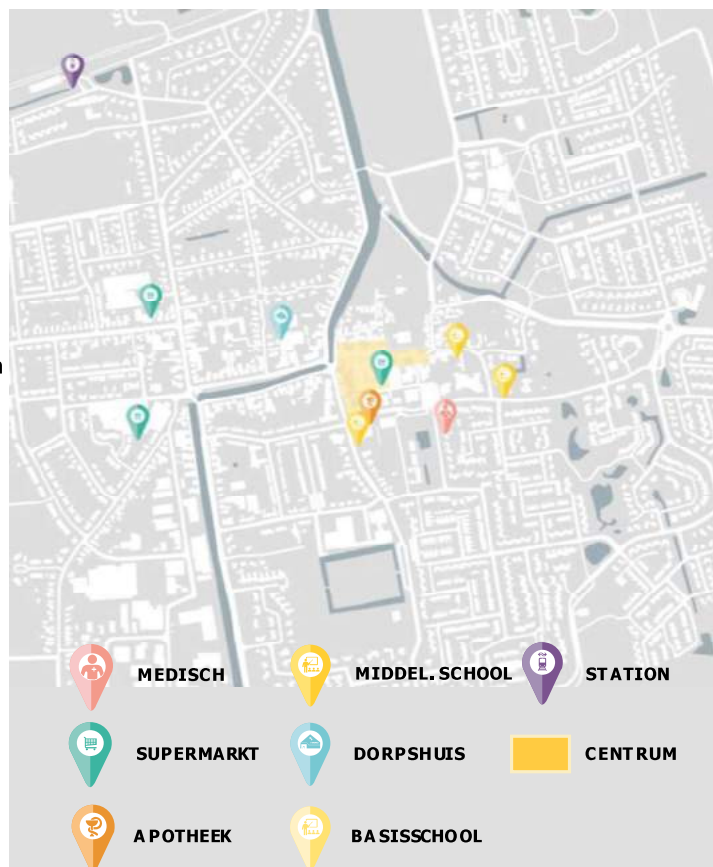 MEDISCH
MIDDEL. SCHOOL
STATION
SUPERMARKT
DORPSHUIS
CENTRUM
APOTHEEK
BASISSCHOOL